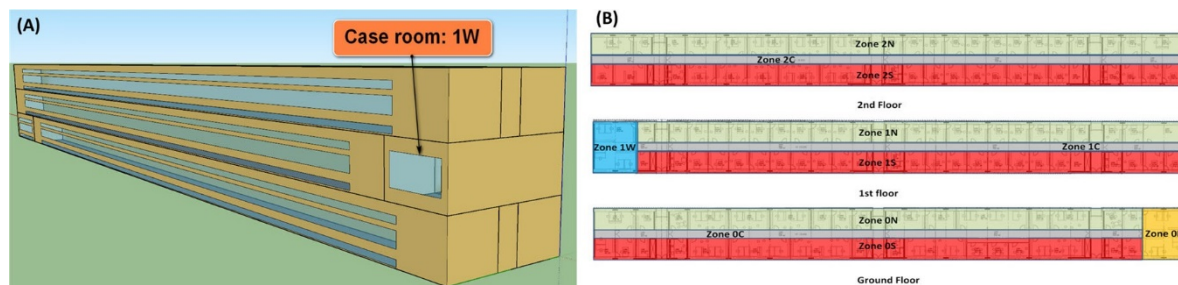 (A)
Case room: 1W
(B)
Zone 2N
Zone 2C
Zone 2S
2nd Floor
Zone 1N
Zone 1W
Zone 1C
Zone 1S
1st floor
Zone 0N
Zone 0C
Zone 0S
Ground Floor